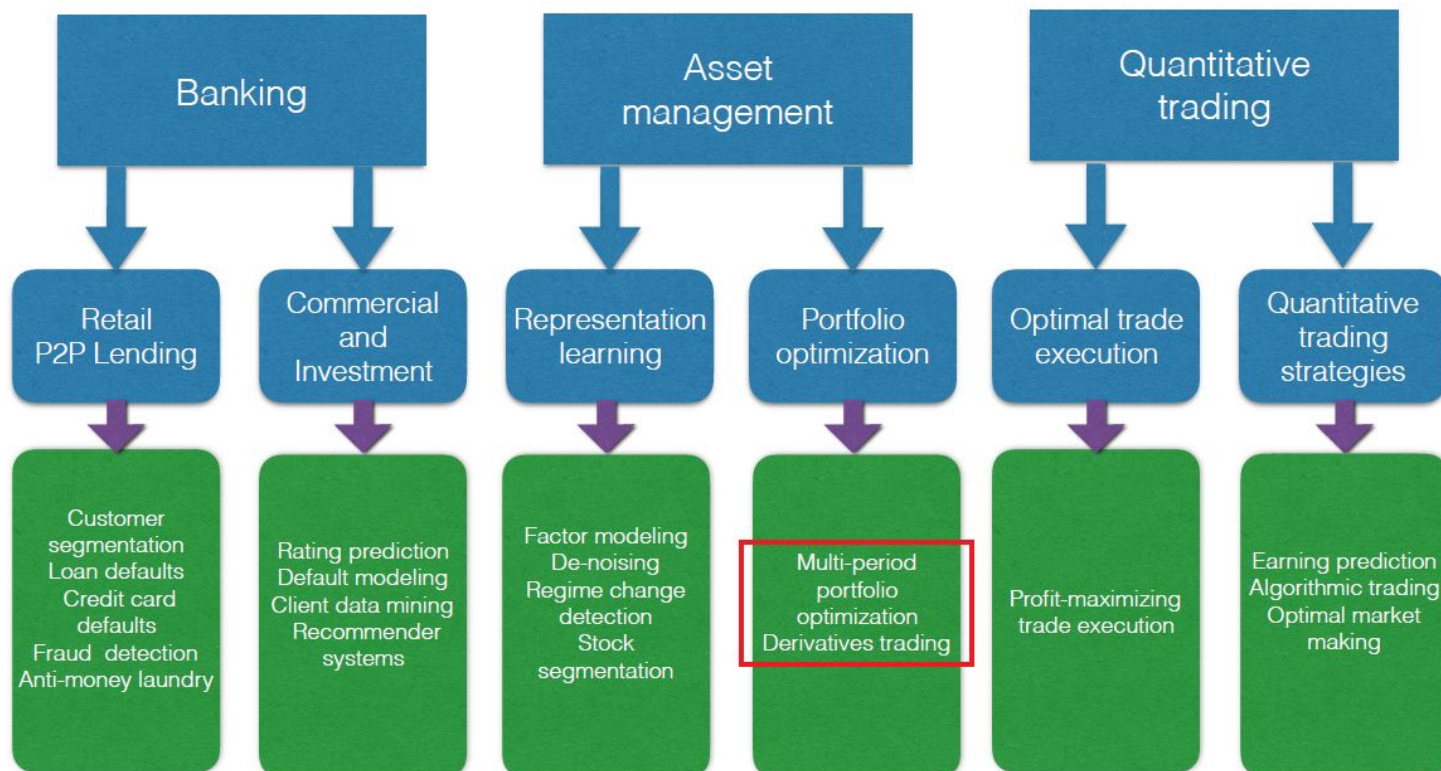 Banking
Asset
management
Quantitative
trading
Retail
P2P Lending
Commercial
and
Investment
Representation
learning
Portfolio
optimization
Optimal trade
execution
Quantitative
trading
strategies
Customer
segmentation
Loan defaults
Credit card
defaults
Fraud detection
Anti-money laundry
Rating prediction
Default modeling
Client data mining
Recommender
systems
Factor modeling
De-noising
Regime change
detection
Stock
segmentation
Multi-period
portfolio
optimization
Derivatives trading
Profit-maximizing
trade execution
Earning prediction
Algorithmic trading
Optimal market
making